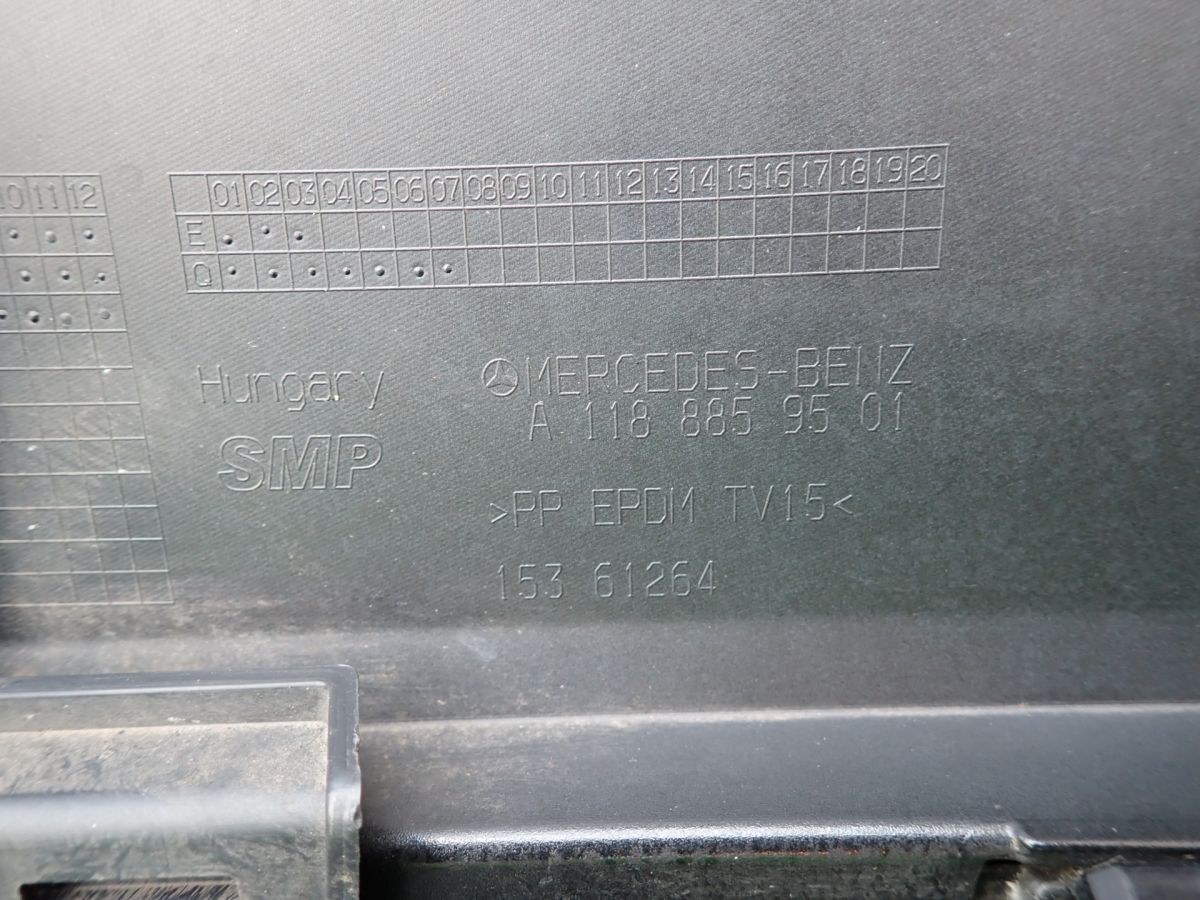 10 11 12
01 02 03 04 05 06 07 08 09 10 11 12 13 14 15 16 17 18 19 20
E
Q
Hungary
SMP
MERCEDES-BENZ
A 118 885 95 01
>PP EPDM TV15<
153 61264